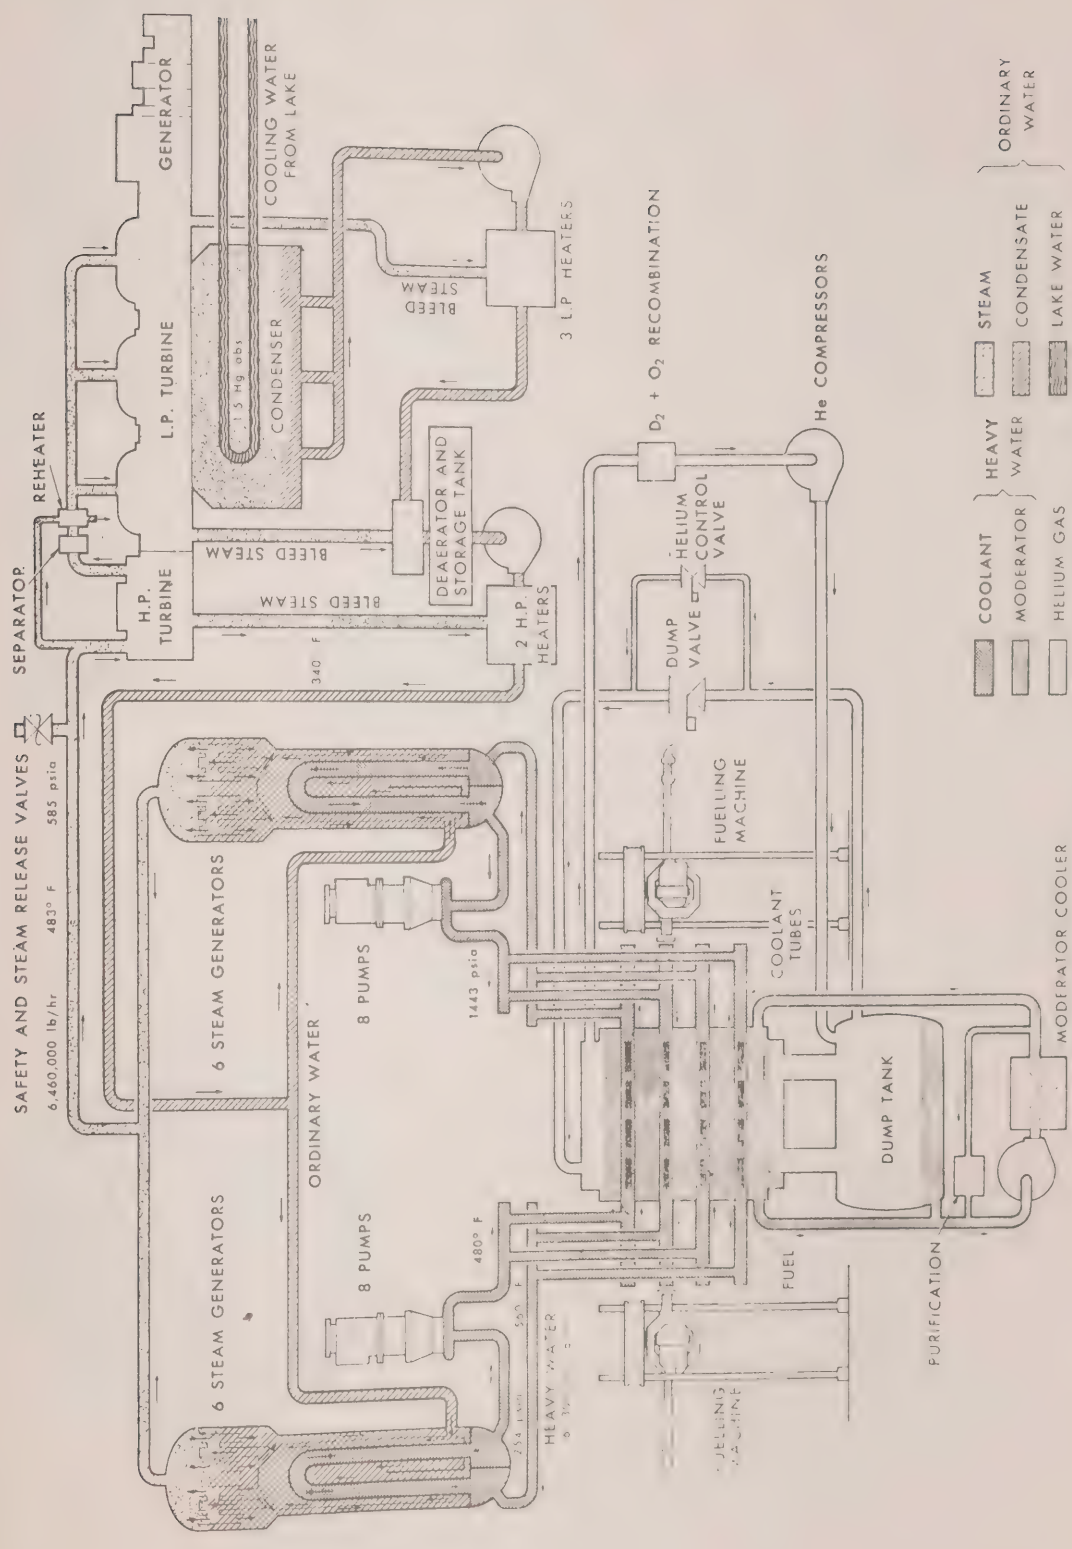 SAFETY AND STEAM RELEASE VALVES
6,460,000 lb/hr 483° F 585 psia
SEPARATOR
REHEATER
H.P.
TURBINE
L.P. TURBINE
GENERATOR
340 F
BLEED STEAM
BLEED STEAM
1.5 Hg abs
CONDENSER
COOLING WATER
FROM LAKE
6 STEAM GENERATORS
6 STEAM GENERATORS
ORDINARY WATER
DEAERATOR AND
STORAGE TANK
BLEED
STEAM
8 PUMPS
8 PUMPS
2 H.P.
HEATERS
3 L.P. HEATERS
480° F
1443 psia
560 F
HEAVY WATER
DUMP
VALVE
HELIUM
CONTROL
VALVE
D₂ + O₂ RECOMBINATION
FUELLING
MACHINE
FUEL
COOLANT
TUBES
He COMPRESSORS
DUMP TANK
PURIFICATION
MODERATOR COOLER
COOLANT
MODERATOR
HEAVY
WATER
HELIUM GAS
STEAM
CONDENSATE
LAKE WATER
ORDINARY
WATER